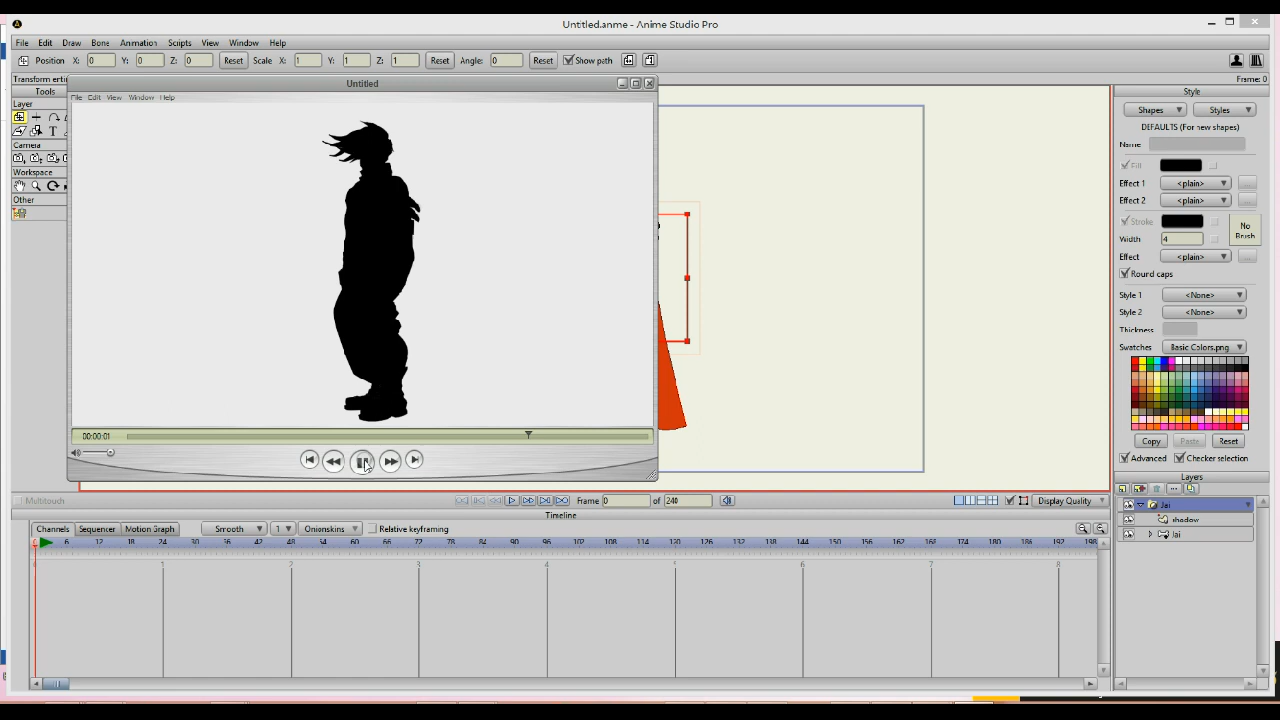 Untitled.anme - Anime Studio Pro
File Edit Draw Bone Animation Scripts View Window Help
Position X: 0 Y: 0 Z: 0 Reset Scale X: 1 Y: 1 Z: 1 Reset Angle: 0 Reset Show path
Frame: 0
Tools
Layer
Camera
Workspace
Other
Untitled
File Edit View Window Help
00:00:01
Style
Shapes Styles
DEFAULTS (For new shapes)
Name
Fill
Effect 1 <plain>
Effect 2 <plain>
Stroke
No Brush
Width 4
Effect <plain>
Round caps
Style 1 <None>
Style 2 <None>
Thickness
Swatches Basic Colors.png
Copy Paste Reset
Advanced Checker selection
Layers
Jai
shadow
Jai
Multitouch
Frame 0 of 240 Display Quality
Timeline
Channels Sequencer Motion Graph Smooth 1 Onionskins Relative keyframing
0 6 12 18 24 30 36 42 48 54 60 66 72 78 84 90 96 102 108 114 120 126 132 138 144 150 156 162 168 174 180 186 192 198
0 1 2 3 4 5 6 7 8